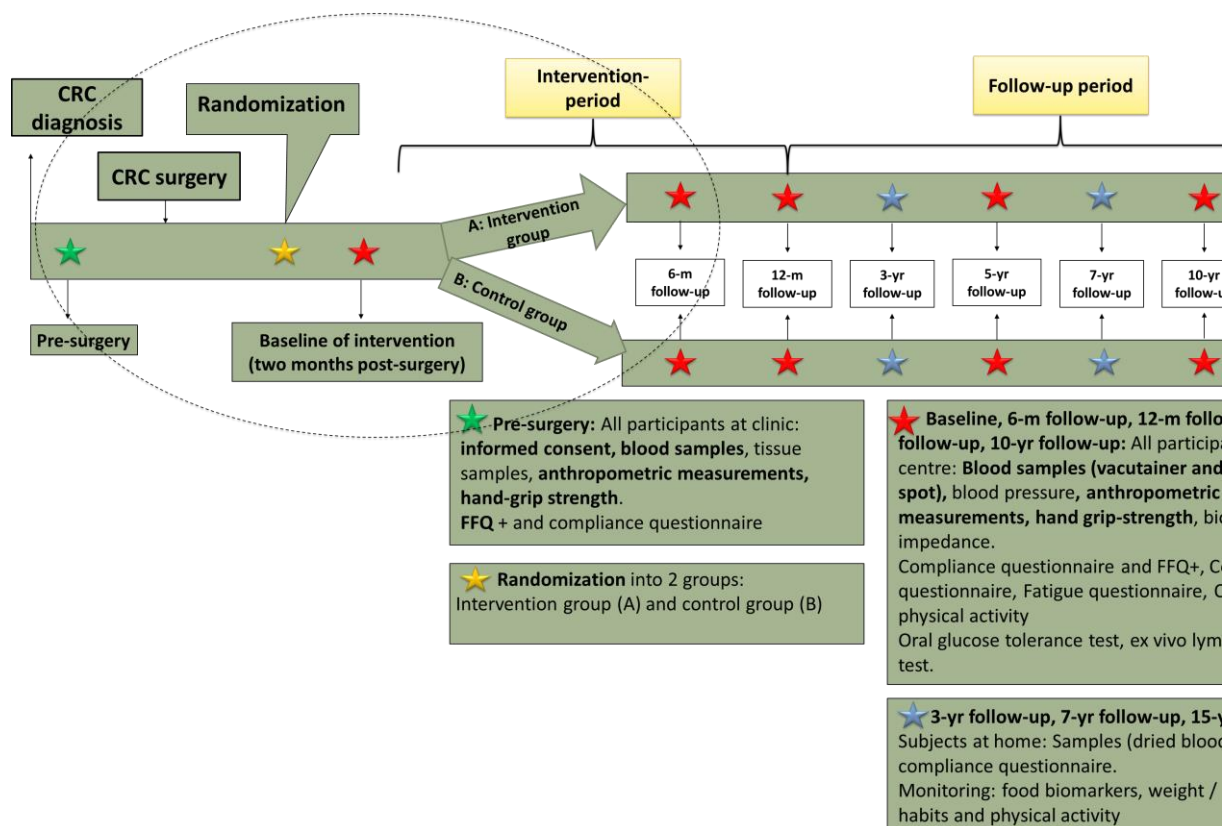 CRC
diagnosis
Randomization
Intervention-
period
Follow-up period
CRC surgery
A: Intervention
group
B: Control
group
6-m
follow-up
12-m
follow-up
3-yr
follow-up
5-yr
follow-up
7-yr
follow-up
10-yr
Pre-surgery
Baseline of intervention
(two months post-surgery)
Pre-surgery: All participants at clinic:
informed consent, blood samples, tissue
samples, anthropometric measurements,
hand-grip strength.
FFQ + and compliance questionnaire
Randomization into 2 groups:
Intervention group (A) and control group (B)
Baseline, 6-m follow-up, 12-m
follow-up, 10-yr follow-up: All
centre: Blood samples (vacutainer and
spot), blood pressure, anthropometric
measurements, hand grip-strength,
impedance.
Compliance questionnaire and FFQ+,
questionnaire, Fatigue questionnaire,
physical activity
Oral glucose tolerance test, ex vivo
test.
3-yr follow-up, 7-yr follow-up,
Subjects at home: Samples (dried blood
compliance questionnaire.
Monitoring: food biomarkers, weight /
habits and physical activity